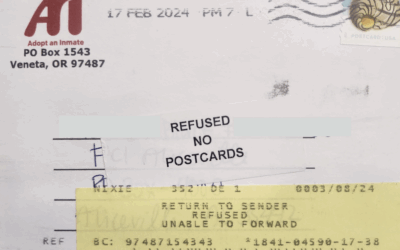 17 FEB 2024 PM 7 L
AI
Adopt an Inmate
PO Box 1543
Veneta, OR 97487
REFUSED
NO
POSTCARDS
NIXIE 352 DE 1 0003/08/24
RETURN TO SENDER
REFUSED
UNABLE TO FORWARD
REF BC: 97487154343 *1841-04590-17-38